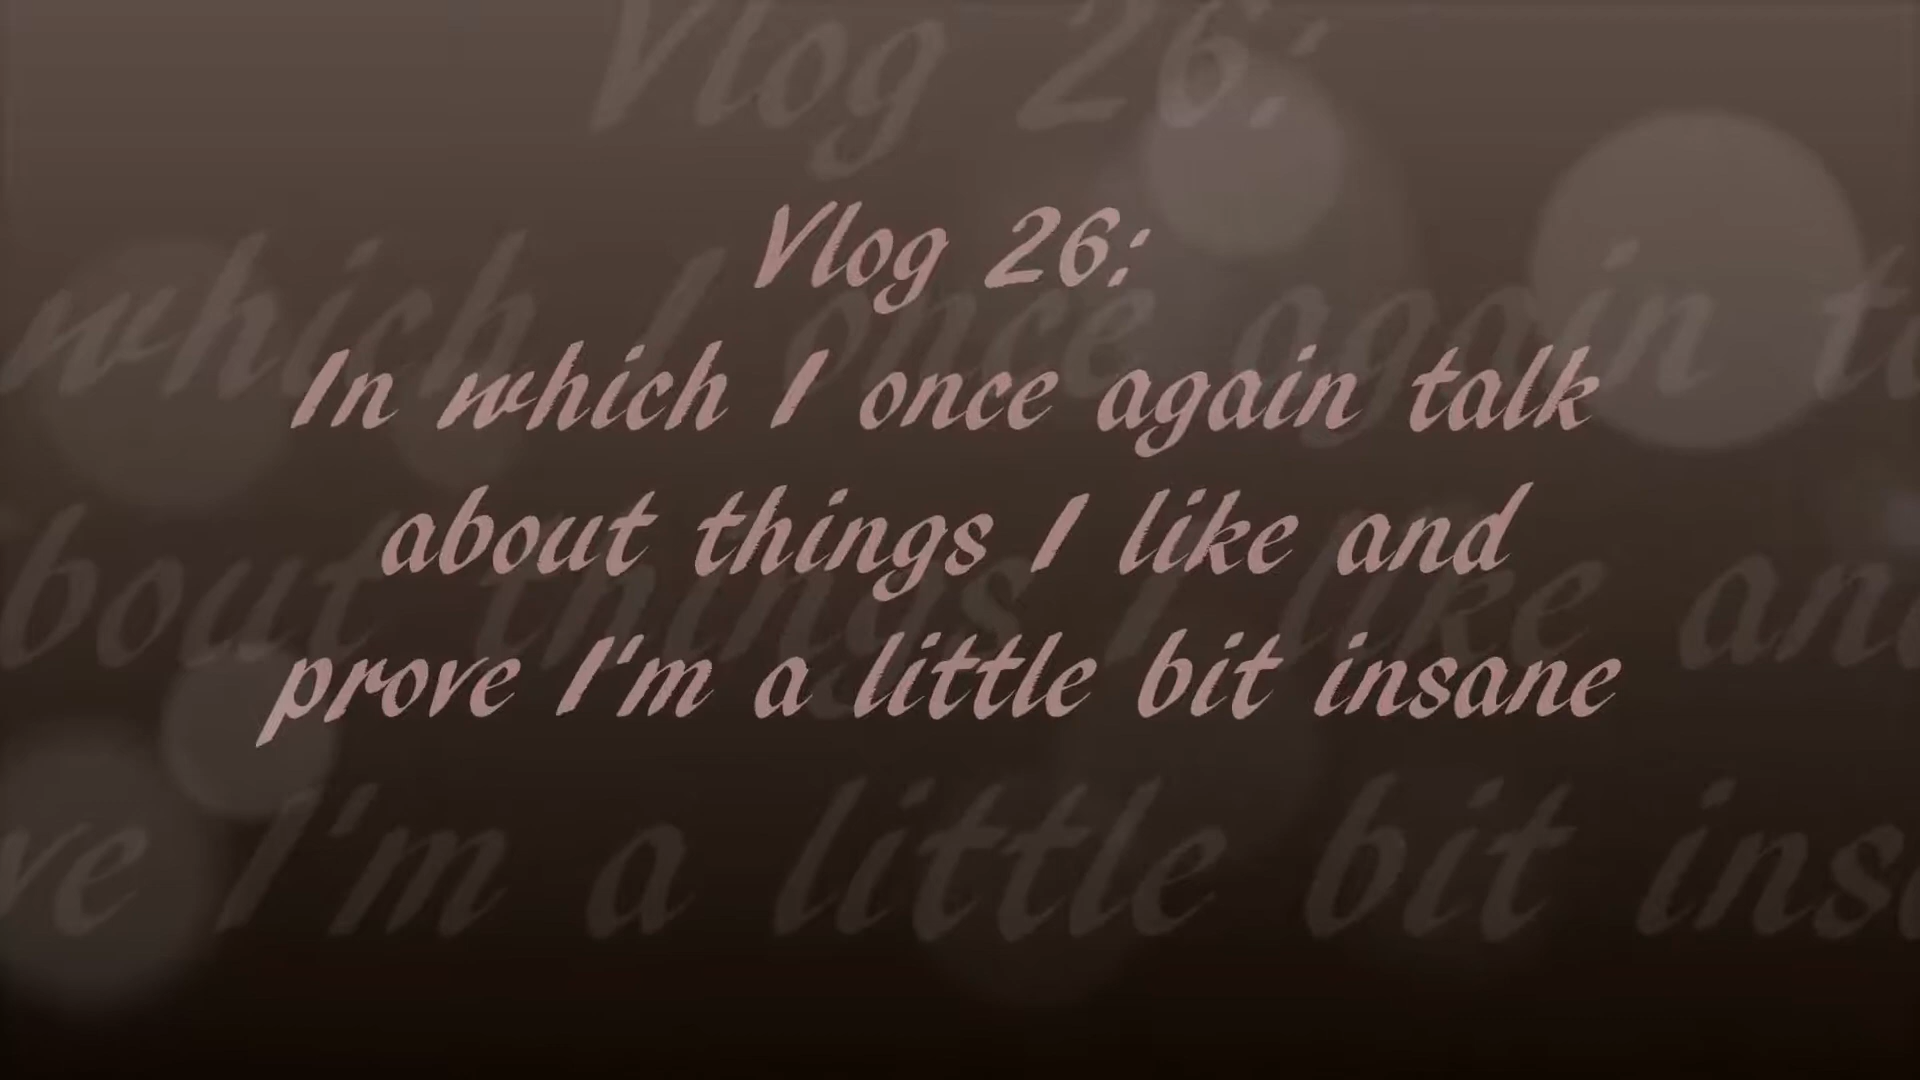 Vlog 26:
In which I once again talk
about things I like and
prove I'm a little bit insane